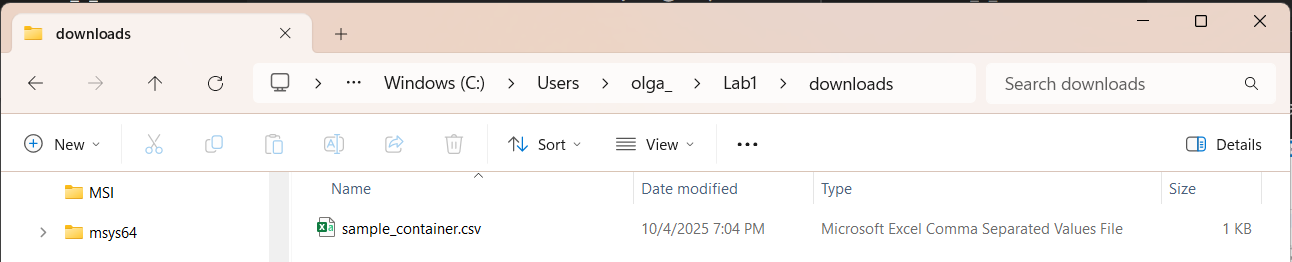 downloads
Windows (C:) Users olga_ Lab1 downloads Search downloads
New Sort View Details
MSI
msys64
Name Date modified Type Size
sample_container.csv 10/4/2025 7:04 PM Microsoft Excel Comma Separated Values File 1 KB